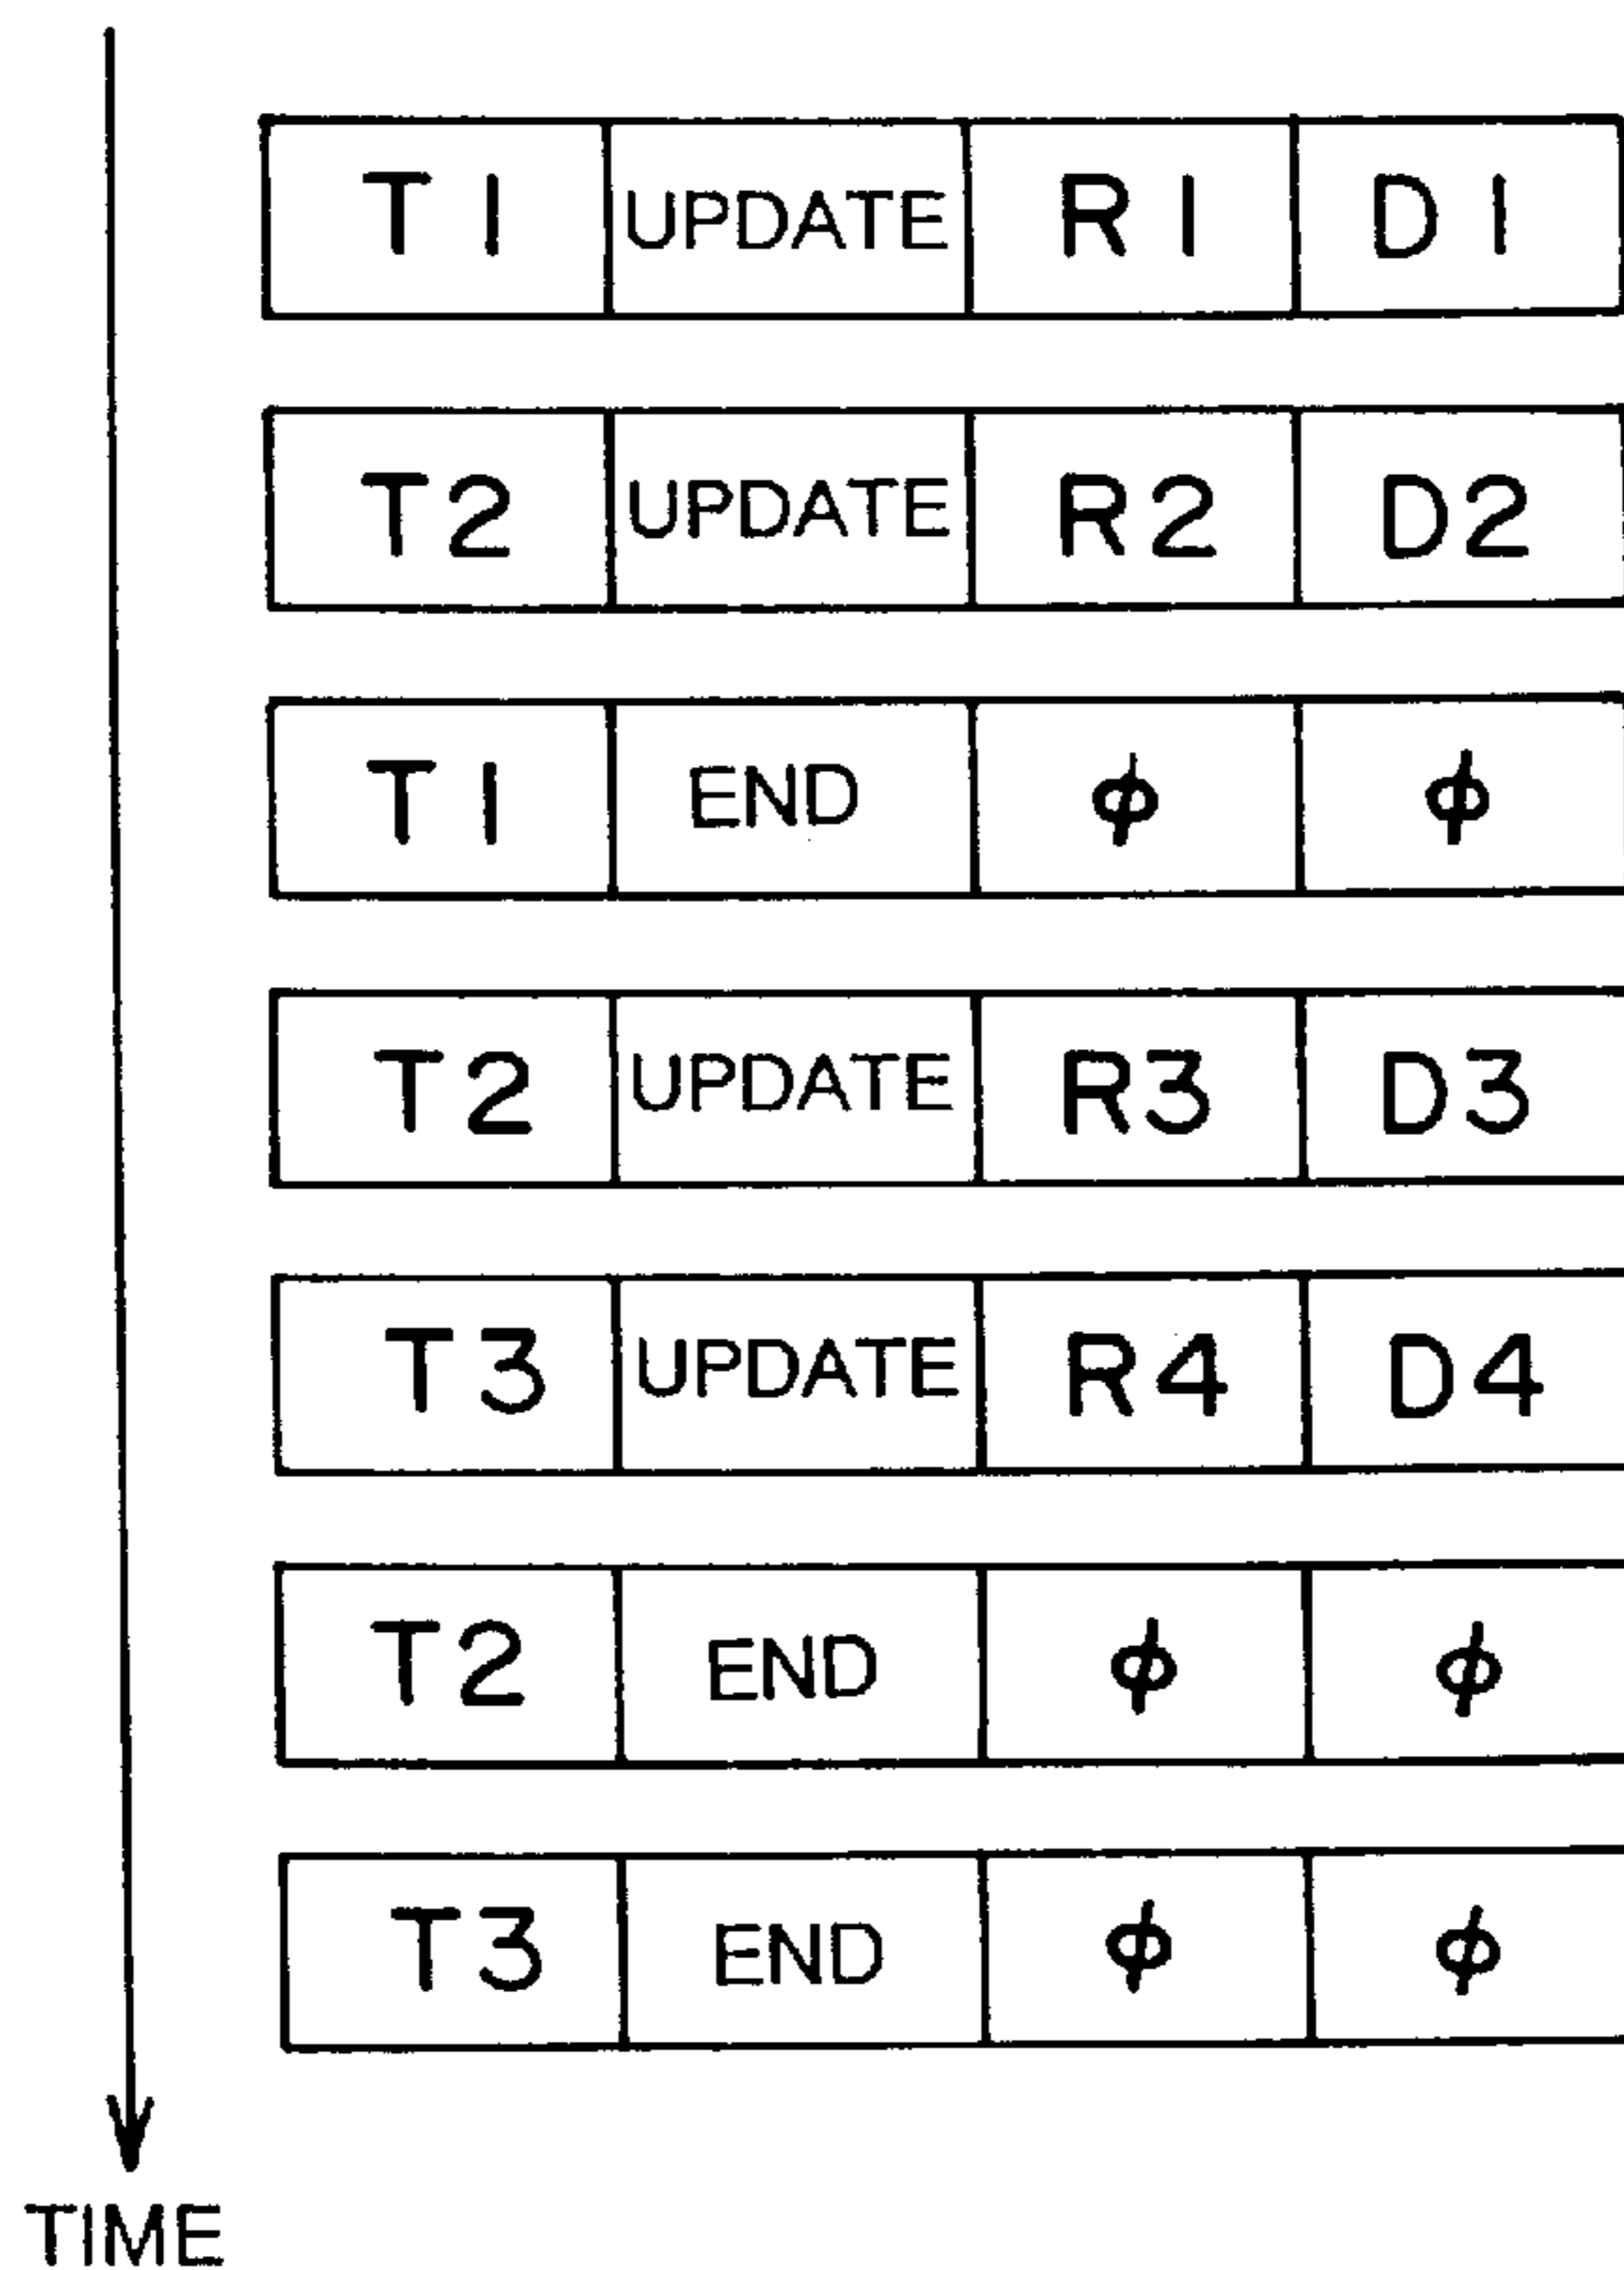 T1 UPDATE R1 D1
T2 UPDATE R2 D2
T1 END ϕ ϕ
T2 UPDATE R3 D3
T3 UPDATE R4 D4
T2 END ϕ ϕ
T3 END ϕ ϕ
TIME